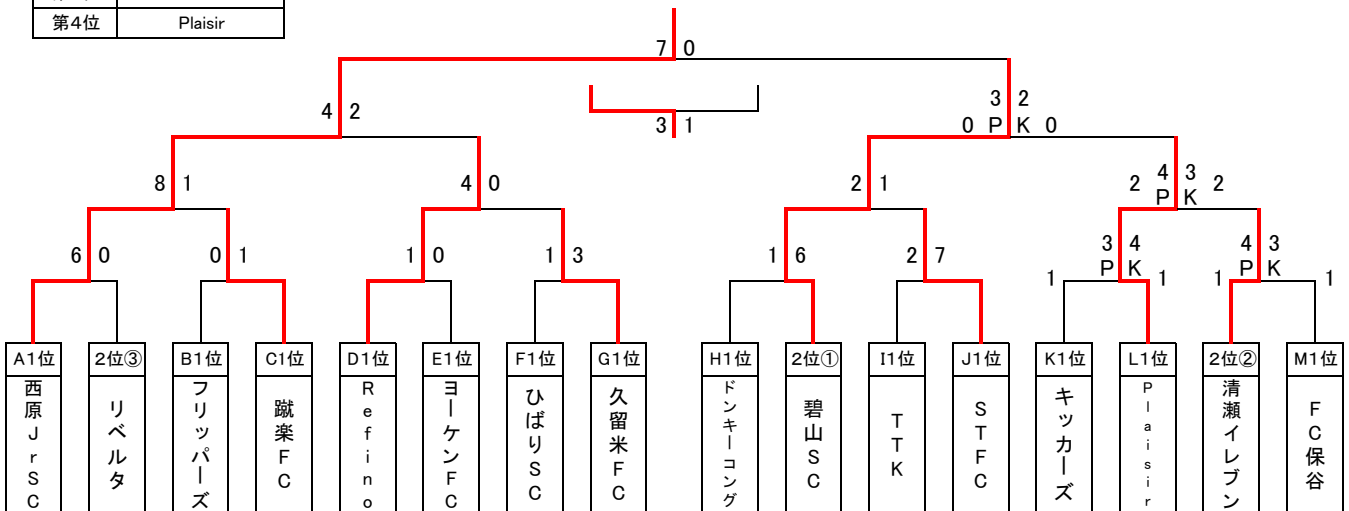 第4位 Plaisir
7 0
4 2
3 1
3 2
0 PK 0
8 1
4 0
2 1
4 3
2 PK 2
6 0
0 1
1 0
1 3
1 6
2 7
3 4
1 PK 1
4 3
1 PK 1
A1位 2位③ B1位 C1位 D1位 E1位 F1位 G1位 H1位 2位① I1位 J1位 K1位 L1位 2位② M1位
西原JrSC
リベルタ
フリッパーズ
蹴楽FC
Refino
ヨーケンFC
ひばりSC
久留米FC
ドンキーコング
碧山SC
TTK
STFC
キッカーズ
Plaisir
清瀬イレブン
FC保谷